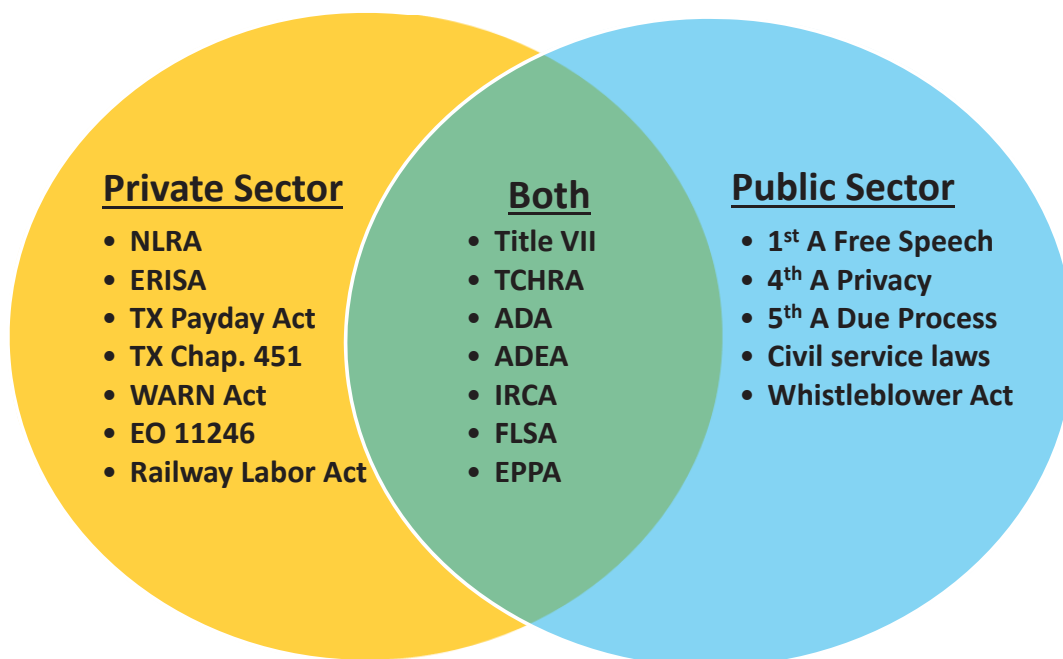 Private Sector
• NLRA
• ERISA
• TX Payday Act
• TX Chap. 451
• WARN Act
• EO 11246
• Railway Labor Act
Both
• Title VII
• TCHRA
• ADA
• ADEA
• IRCA
• FLSA
• EPPA
Public Sector
• 1st A Free Speech
• 4th A Privacy
• 5th A Due Process
• Civil service laws
• Whistleblower Act